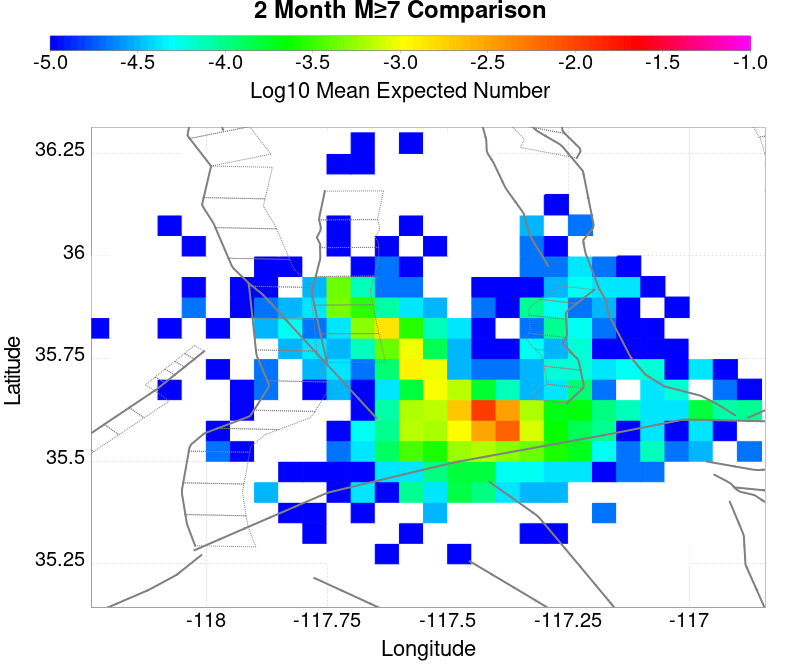 2 Month M≥7 Comparison
-5.0 -4.5 -4.0 -3.5 -3.0 -2.5 -2.0 -1.5 -1.0
Log10 Mean Expected Number
36.25
36
35.75
35.5
35.25
Latitude
-118 -117.75 -117.5 -117.25 -117
Longitude